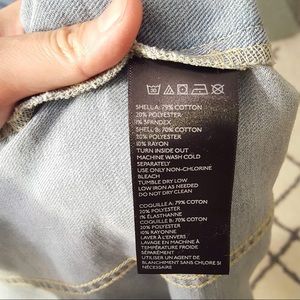 SHELL A: 79% COTTON
20% POLYESTER
1% SPANDEX
SHELL B: 70% COTTON
20% POLYESTER
10% RAYON
TURN INSIDE OUT
MACHINE WASH COLD
SEPARATELY
USE ONLY NON-CHLORINE
BLEACH
TUMBLE DRY LOW
LOW IRON AS NEEDED
DO NOT DRY CLEAN
COQUILLE A: 79% COTON
20% POLYESTER
1% ÉLASTHANNE
COQUILLE B: 70% COTON
20% POLYESTER
10% RAYONNE
LAVER À L'ENVERS
LAVAGE EN MACHINE À
TEMPÉRATURE FROIDE
SÉPARÉMENT
UTILISER UN AGENT DE
BLANCHIMENT SANS CHLORE SI
NÉCESSAIRE